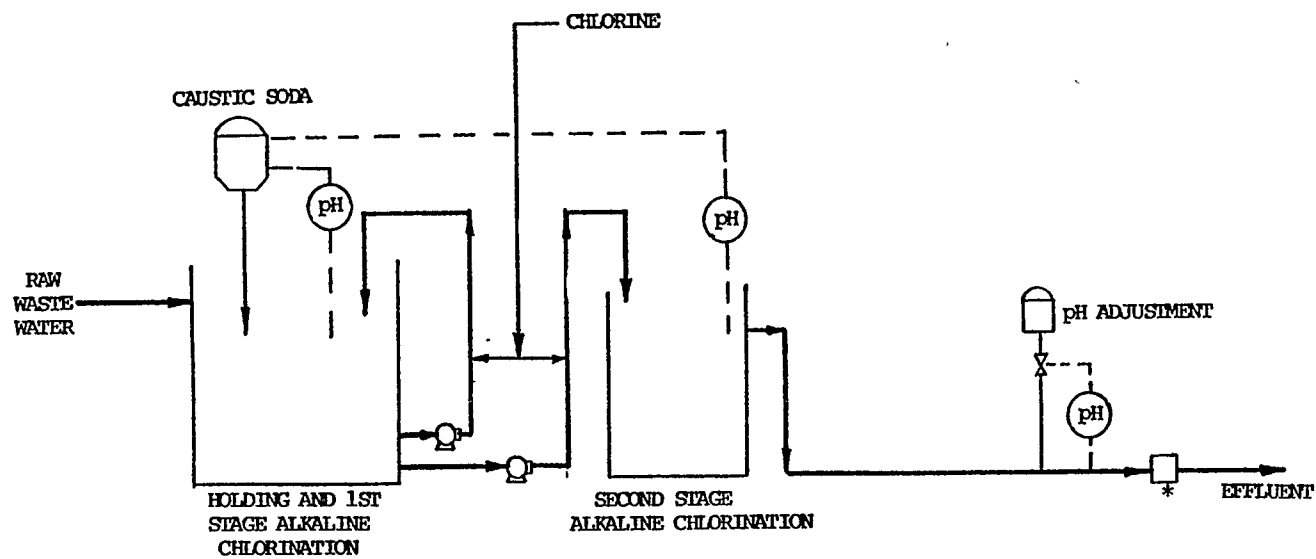 CHLORINE
CAUSTIC SODA
pH
pH
RAW
WASTE
WATER
pH ADJUSTMENT
pH
*
EFFLUENT
HOLDING AND 1ST
STAGE ALKALINE
CHLORINATION
SECOND STAGE
ALKALINE CHLORINATION